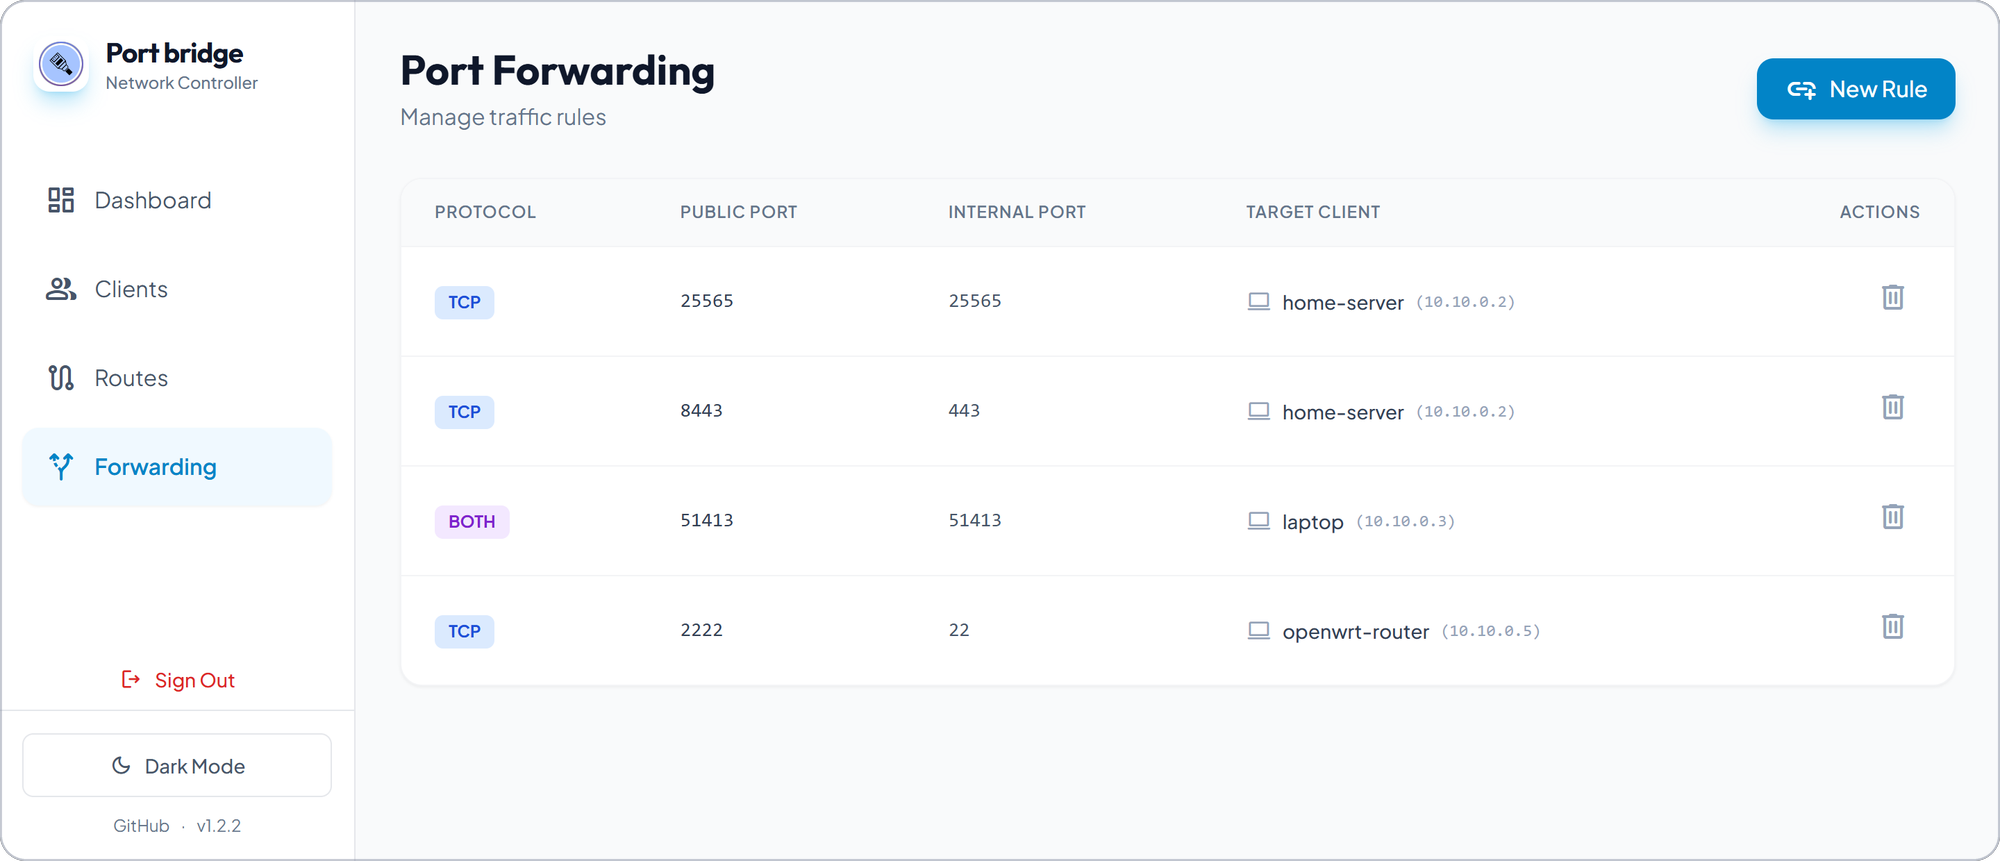 Port bridge
Network Controller
Dashboard
Clients
Routes
Forwarding
Sign Out
Dark Mode
GitHub · v1.2.2
Port Forwarding
Manage traffic rules
New Rule
PROTOCOL PUBLIC PORT INTERNAL PORT TARGET CLIENT ACTIONS
TCP 25565 25565 home-server (10.10.0.2)
TCP 8443 443 home-server (10.10.0.2)
BOTH 51413 51413 laptop (10.10.0.3)
TCP 2222 22 openwrt-router (10.10.0.5)